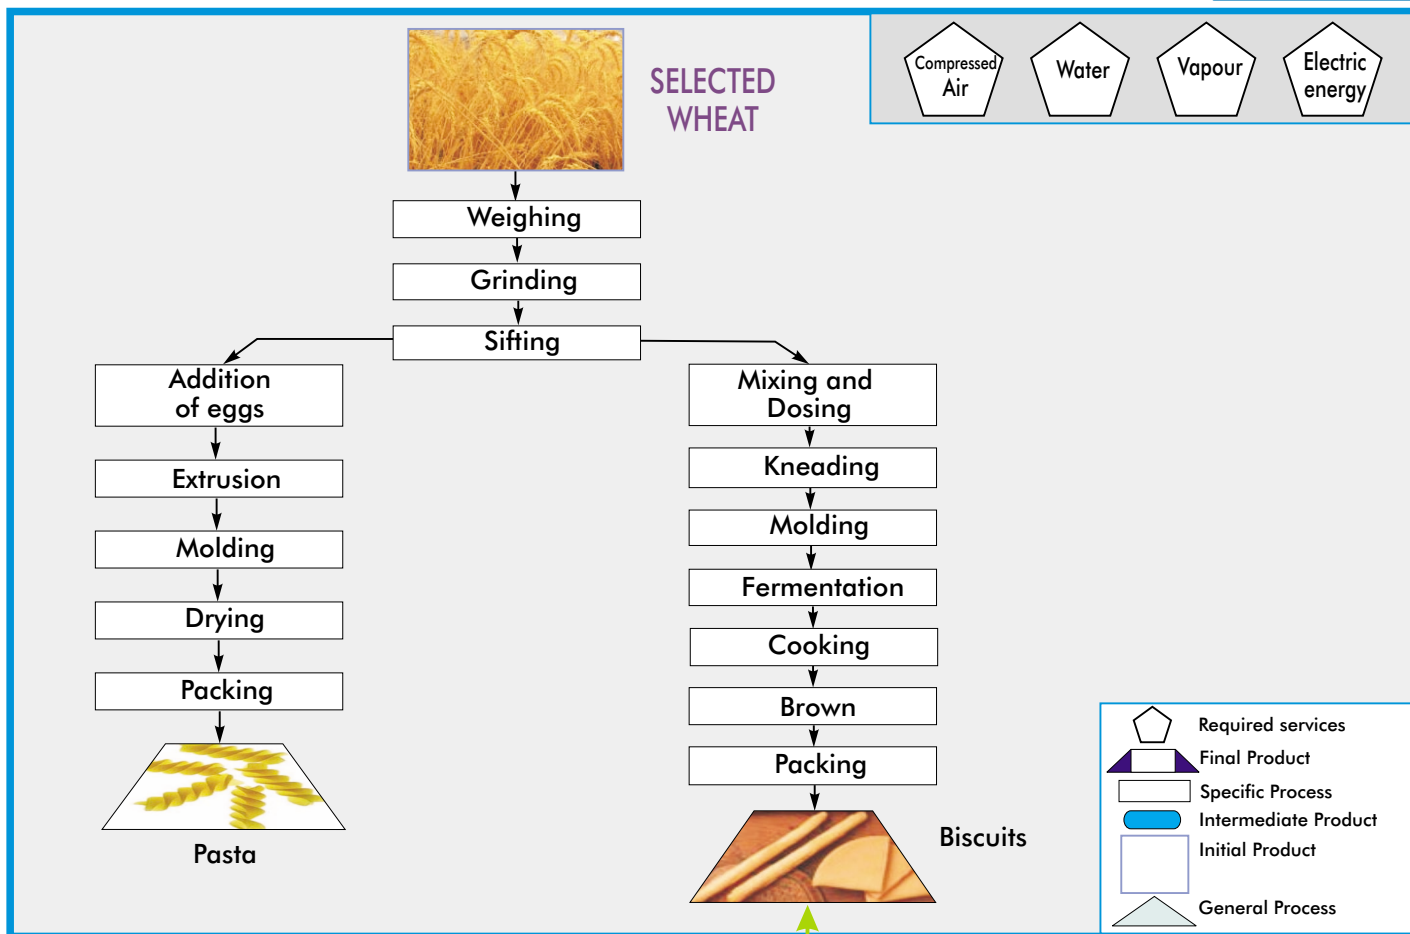 SELECTED
WHEAT
Compressed
Air
Water
Vapour
Electric
energy
Weighing
Grinding
Sifting
Addition
of eggs
Extrusion
Molding
Drying
Packing
Pasta
Mixing and
Dosing
Kneading
Molding
Fermentation
Cooking
Brown
Packing
Biscuits
Required services
Final Product
Specific Process
Intermediate Product
Initial Product
General Process